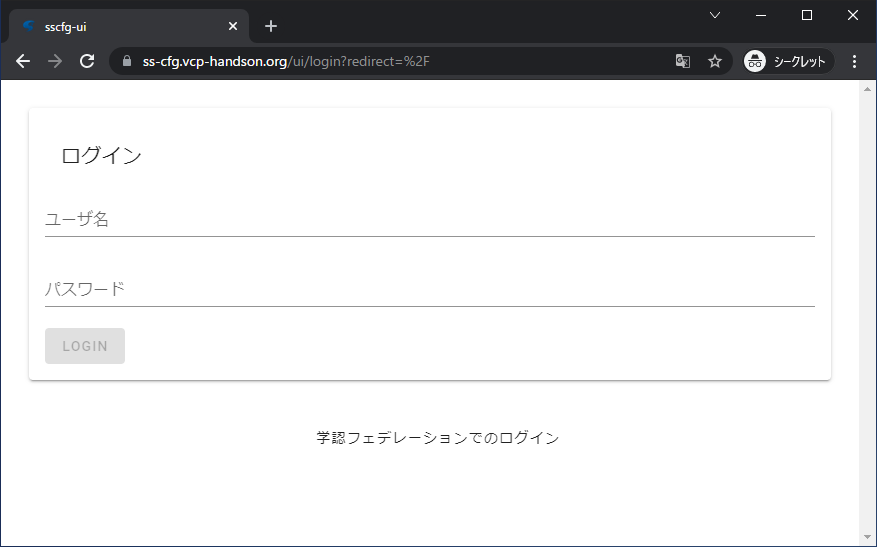 sscfg-ui
ss-cfg.vcp-handson.org/ui/login?redirect=%2F
シークレット
ログイン
ユーザ名
パスワード
LOGIN
学認フェデレーションでのログイン